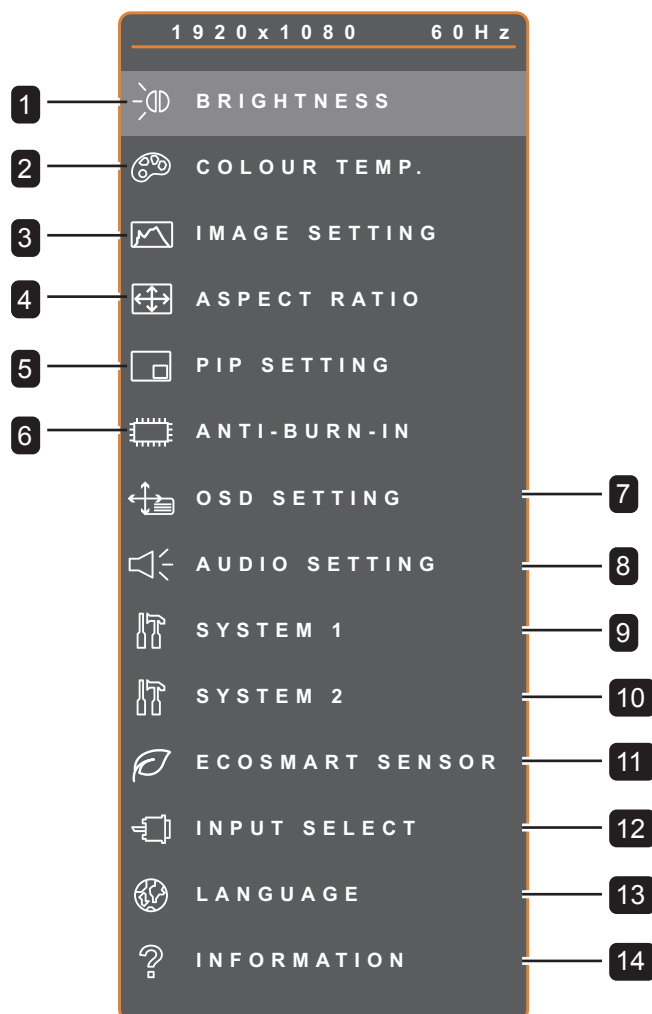 1920x1080 60Hz
1 BRIGHTNESS
2 COLOUR TEMP.
3 IMAGE SETTING
4 ASPECT RATIO
5 PIP SETTING
6 ANTI-BURN-IN
OSD SETTING 7
AUDIO SETTING 8
SYSTEM 1 9
SYSTEM 2 10
ECOSMART SENSOR 11
INPUT SELECT 12
LANGUAGE 13
? INFORMATION 14